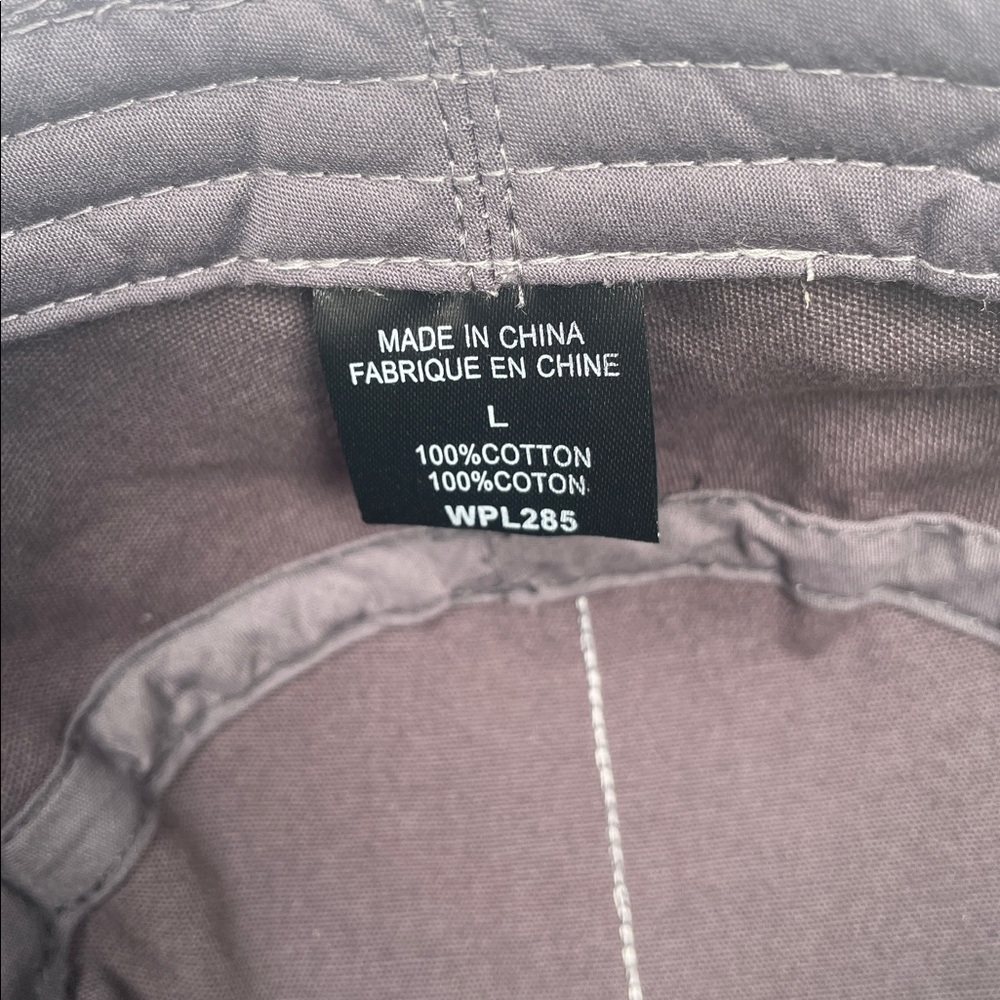 MADE IN CHINA
FABRIQUE EN CHINE
L
100%COTTON
100%COTON
WPL285